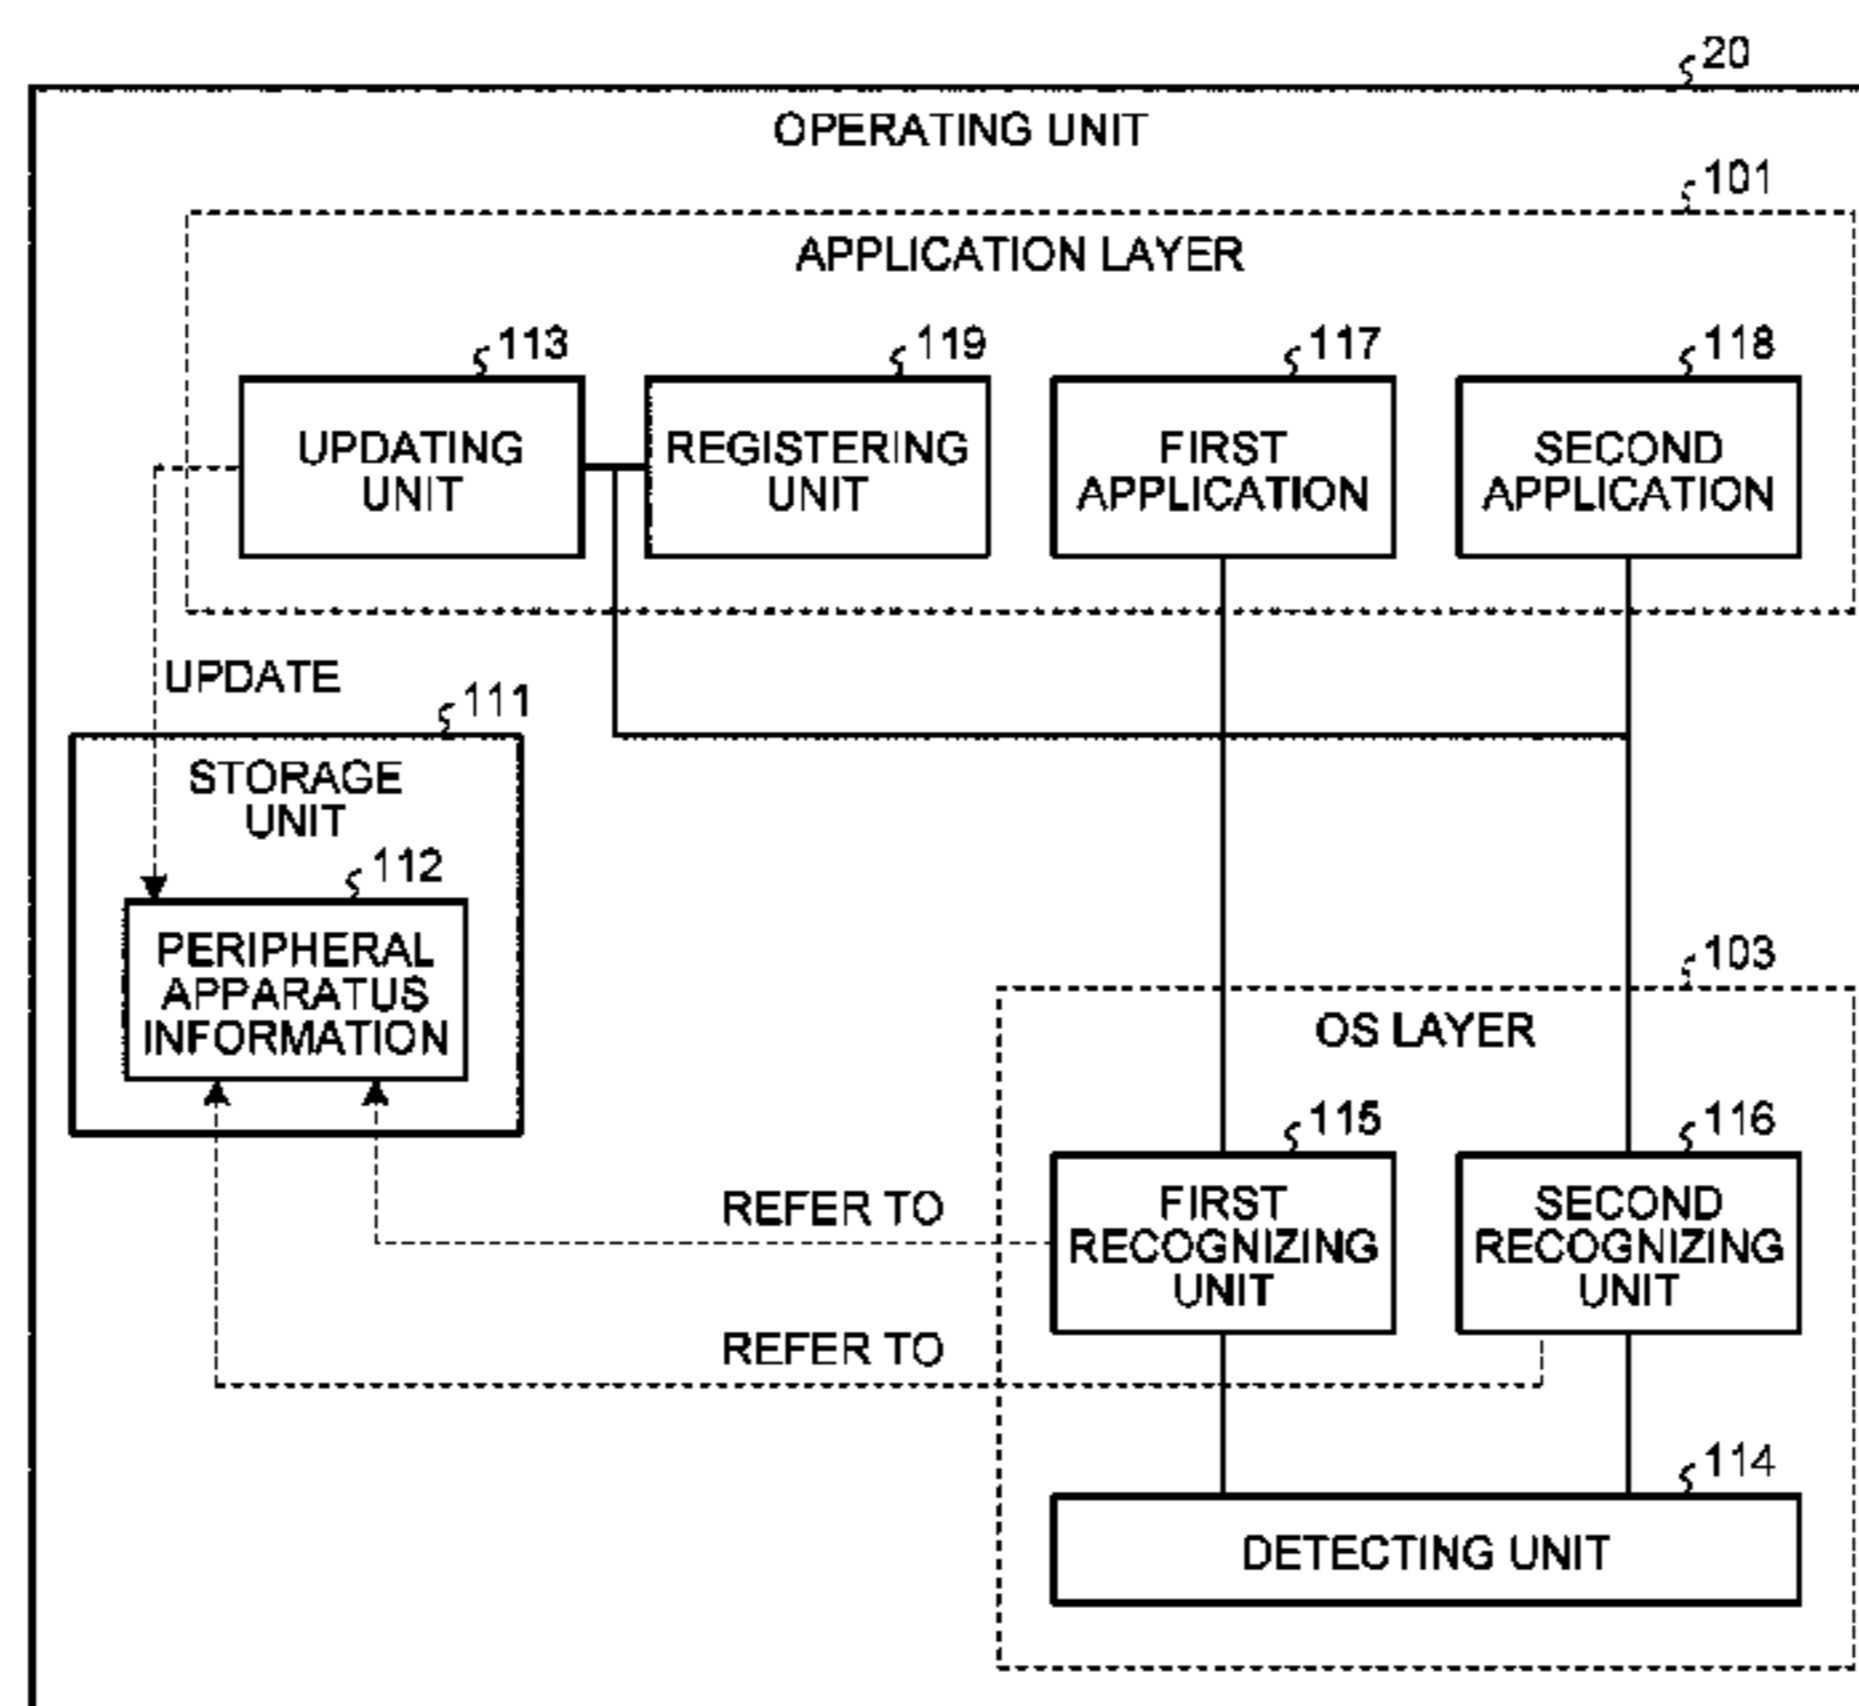 20
OPERATING UNIT
101
APPLICATION LAYER
113
119
117
118
UPDATING
UNIT
REGISTERING
UNIT
FIRST
APPLICATION
SECOND
APPLICATION
UPDATE
111
STORAGE
UNIT
112
PERIPHERAL
APPARATUS
INFORMATION
103
OS LAYER
115
116
FIRST
RECOGNIZING
UNIT
SECOND
RECOGNIZING
UNIT
REFER TO
REFER TO
114
DETECTING UNIT